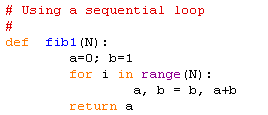 # Using a sequential loop
#
def  fib1(N):
        a=0; b=1
        for i in range(N):
                a, b = b, a+b
        return a